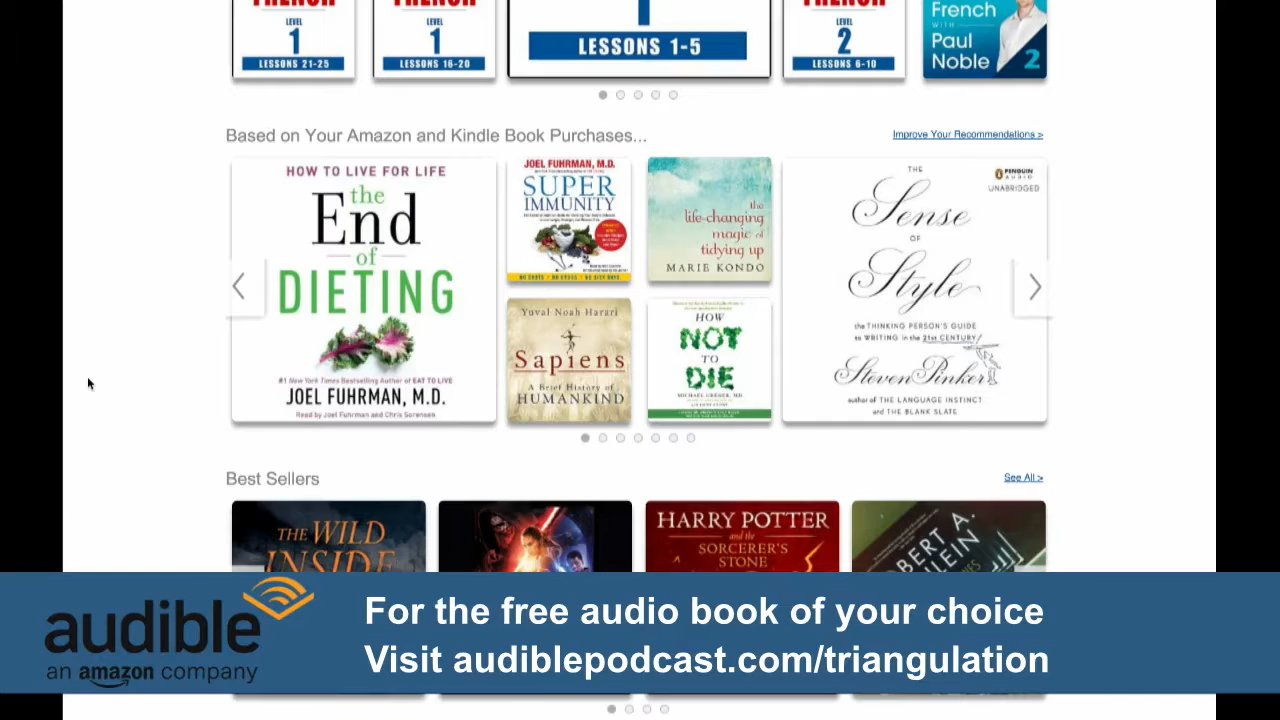 FRENCH
LEVEL
1
LESSONS 21-25
FRENCH
LEVEL
1
LESSONS 16-20
1
LESSONS 1-5
FRENCH
LEVEL
2
LESSONS 6-10
French
WITH
Paul
Noble
2
Based on Your Amazon and Kindle Book Purchases...
Improve Your Recommendations >
HOW TO LIVE FOR LIFE
the
End
of
DIETING
#1 New York Times Bestselling Author of EAT TO LIVE
JOEL FUHRMAN, M.D.
Read by Joel Fuhrman and Chris Sorensen
JOEL FUHRMAN, M.D.
SUPER
IMMUNITY
the
life-changing
magic of
tidying up
MARIE KONDO
Yuval Noah Harari
Sapiens
A Brief History of
HUMANKIND
HOW
NOT
TO
DIE
MICHAEL GREGER, MD
THE
Sense
OF
Style
PENGUIN
AUDIO
UNABRIDGED
the THINKING PERSON'S GUIDE
to WRITING in the 21st CENTURY!
Steven Pinker
author of THE LANGUAGE INSTINCT
and THE BLANK SLATE
Best Sellers
See All >
THE WILD
INSIDE
HARRY POTTER
and the
SORCERER'S
STONE
audible
an amazon company
For the free audio book of your choice
Visit audiblepodcast.com/triangulation